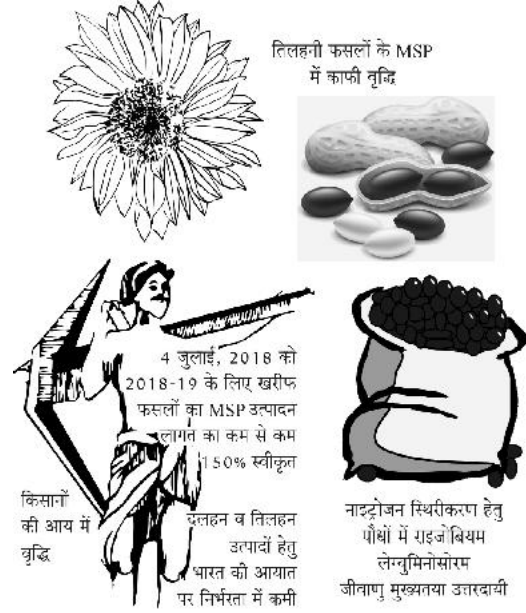 तिलहनी फसलों के MSP
में काफी वृद्धि
4 जुलाई, 2018 को
2018-19 के लिए खरीफ
फसलों का MSP उत्पादन
लागत का कम से कम
150% स्वीकृत
किसानों
की आय में
वृद्धि
दलहन व तिलहन
उत्पादों हेतु
भारत की आयात
पर निर्भरता में कमी
नाइट्रोजन स्थिरीकरण हेतु
पौधों में राइजोबियम
लेग्युमिनोसोरम
जीवाणु मुख्यतया उत्तरदायी